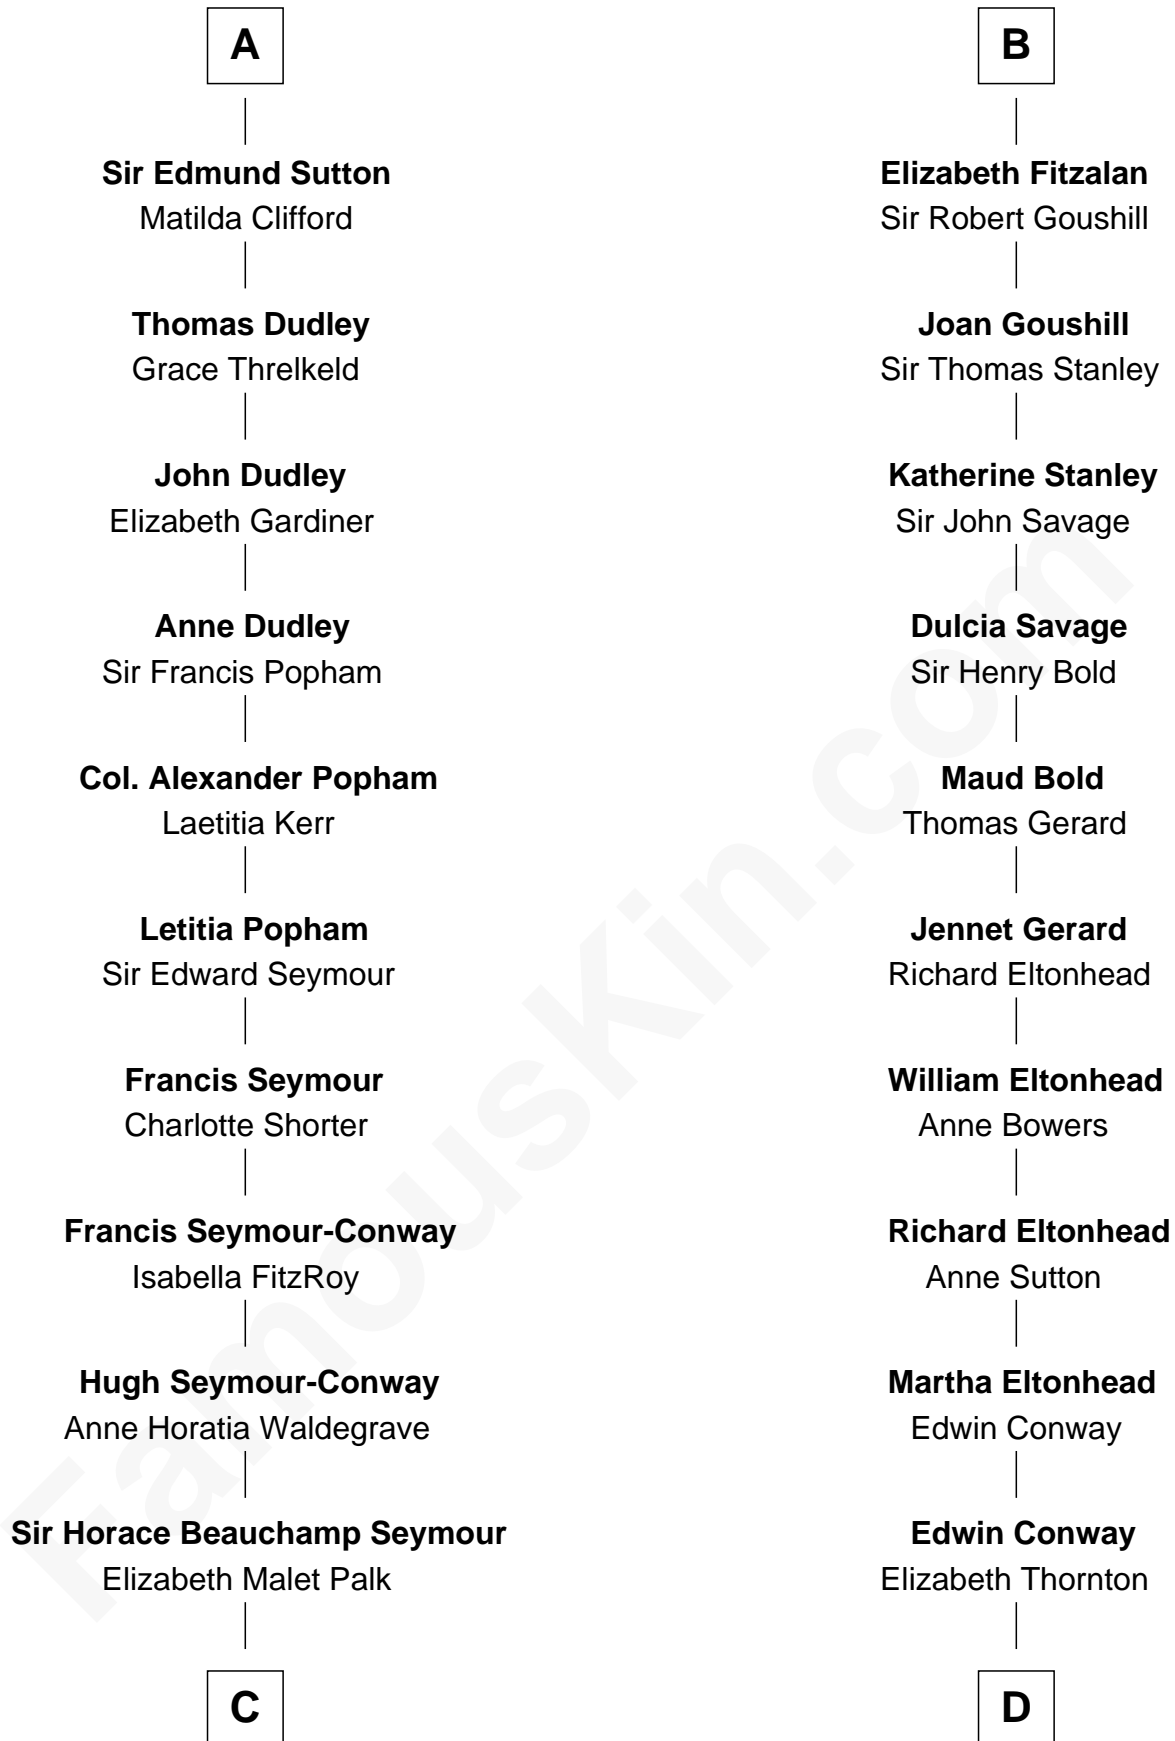 A
Sir Edmund Sutton
Matilda Clifford
Thomas Dudley
Grace Threlkeld
John Dudley
Elizabeth Gardiner
Anne Dudley
Sir Francis Popham
Col. Alexander Popham
Laetitia Kerr
Letitia Popham
Sir Edward Seymour
Francis Seymour
Charlotte Shorter
Francis Seymour-Conway
Isabella FitzRoy
Hugh Seymour-Conway
Anne Horatia Waldegrave
Sir Horace Beauchamp Seymour
Elizabeth Malet Palk
C
B
Elizabeth Fitzalan
Sir Robert Goushill
Joan Goushill
Sir Thomas Stanley
Katherine Stanley
Sir John Savage
Dulcia Savage
Sir Henry Bold
Maud Bold
Thomas Gerard
Jennet Gerard
Richard Eltonhead
William Eltonhead
Anne Bowers
Richard Eltonhead
Anne Sutton
Martha Eltonhead
Edwin Conway
Edwin Conway
Elizabeth Thornton
D
FamousKin.com